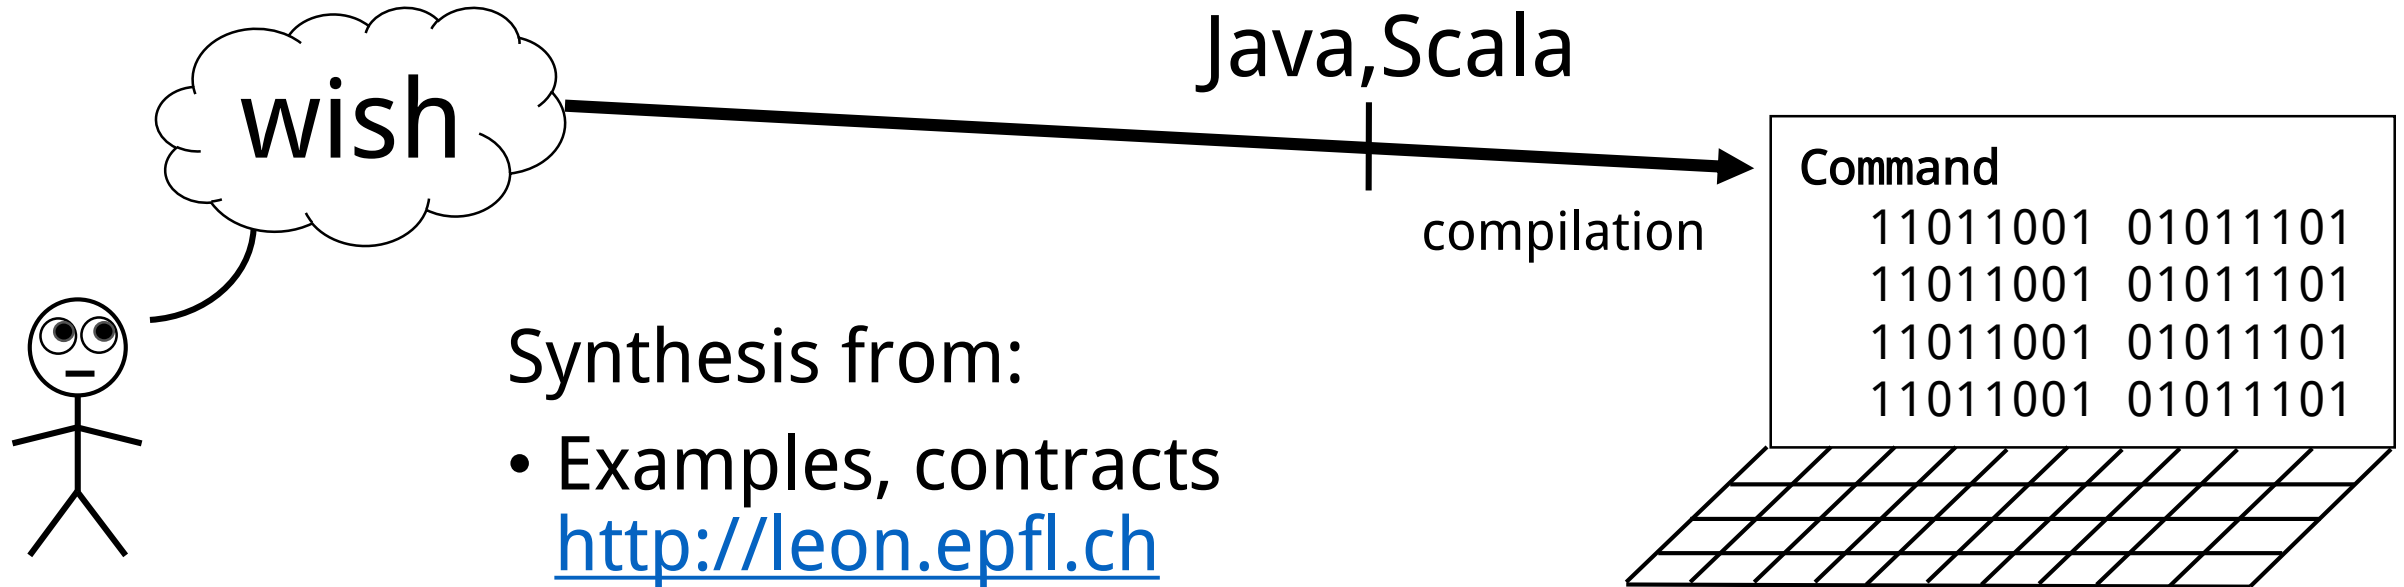 wish
Java,Scala
compilation
Command
11011001 01011101
11011001 01011101
11011001 01011101
11011001 01011101
Synthesis from:
• Examples, contracts
http://leon.epfl.ch